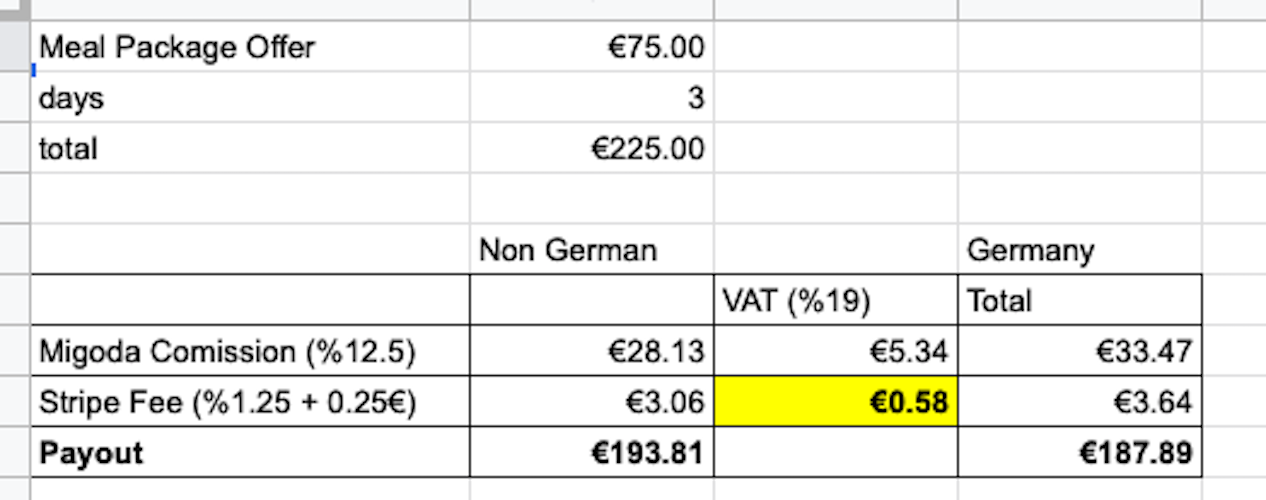 Meal Package Offer €75.00
days 3
total €225.00
Non German Germany
VAT (%19) Total
Migoda Comission (%12.5) €28.13 €5.34 €33.47
Stripe Fee (%1.25 + 0.25€) €3.06 €0.58 €3.64
Payout €193.81 €187.89